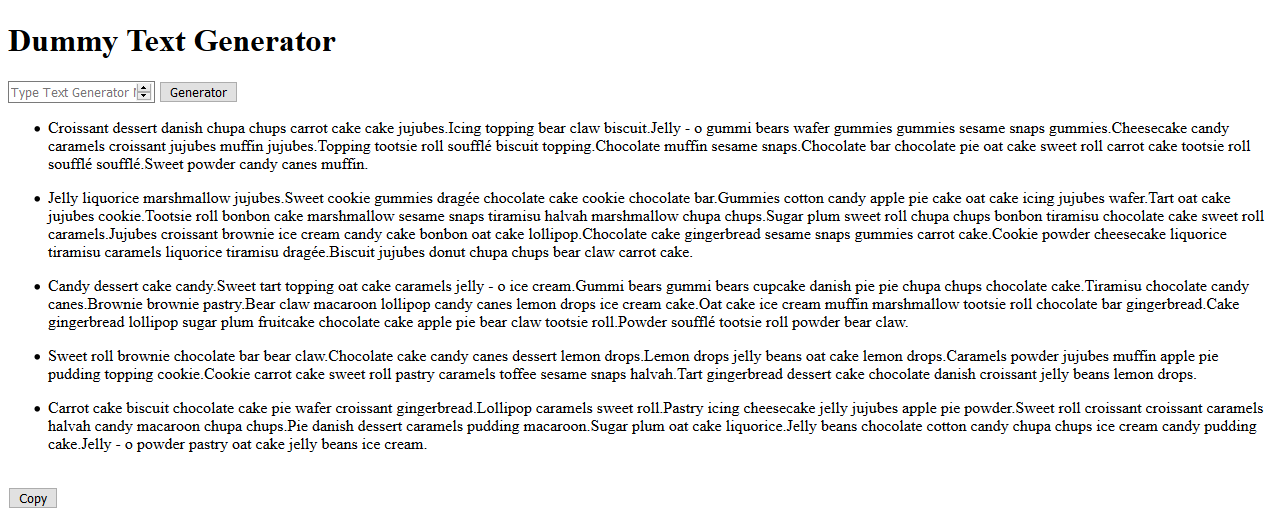 Dummy Text Generator
Type Text Generator Generator
Croissant dessert danish chupa chups carrot cake cake jujubes.Icing topping bear claw biscuit.Jelly - o gummi bears wafer gummies gummies sesame snaps gummies.Cheesecake candy
caramels croissant jujubes muffin jujubes.Topping tootsie roll soufflé biscuit topping.Chocolate muffin sesame snaps.Chocolate bar chocolate pie oat cake sweet roll carrot cake tootsie roll
soufflé soufflé.Sweet powder candy canes muffin.
Jelly liquorice marshmallow jujubes.Sweet cookie gummies dragée chocolate cake cookie chocolate bar.Gummies cotton candy apple pie cake oat cake icing jujubes wafer.Tart oat cake
jujubes cookie.Tootsie roll bonbon cake marshmallow sesame snaps tiramisu halvah marshmallow chupa chups.Sugar plum sweet roll chupa chups bonbon tiramisu chocolate cake sweet roll
caramels.Jujubes croissant brownie ice cream candy cake bonbon oat cake lollipop.Chocolate cake gingerbread sesame snaps gummies carrot cake.Cookie powder cheesecake liquorice
tiramisu caramels liquorice tiramisu dragée.Biscuit jujubes donut chupa chups bear claw carrot cake.
Candy dessert cake candy.Sweet tart topping oat cake caramels jelly - o ice cream.Gummi bears gummi bears cupcake danish pie pie chupa chups chocolate cake.Tiramisu chocolate candy
canes.Brownie brownie pastry.Bear claw macaroon lollipop candy canes lemon drops ice cream cake.Oat cake ice cream muffin marshmallow tootsie roll chocolate bar gingerbread.Cake
gingerbread lollipop sugar plum fruitcake chocolate cake apple pie bear claw tootsie roll.Powder soufflé tootsie roll powder bear claw.
Sweet roll brownie chocolate bar bear claw.Chocolate cake candy canes dessert lemon drops.Lemon drops jelly beans oat cake lemon drops.Caramels powder jujubes muffin apple pie
pudding topping cookie.Cookie carrot cake sweet roll pastry caramels toffee sesame snaps halvah.Tart gingerbread dessert cake chocolate danish croissant jelly beans lemon drops.
Carrot cake biscuit chocolate cake pie wafer croissant gingerbread.Lollipop caramels sweet roll.Pastry icing cheesecake jelly jujubes apple pie powder.Sweet roll croissant croissant caramels
halvah candy macaroon chupa chups.Pie danish dessert caramels pudding macaroon.Sugar plum oat cake liquorice.Jelly beans chocolate cotton candy chupa chups ice cream candy pudding
cake.Jelly - o powder pastry oat cake jelly beans ice cream.
Copy